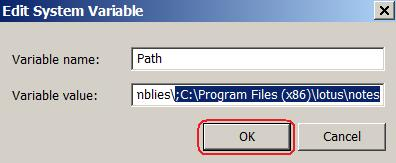 Edit System Variable
Variable name: Path
Variable value: nblies\;C:\Program Files (x86)\lotus\notes
OK Cancel